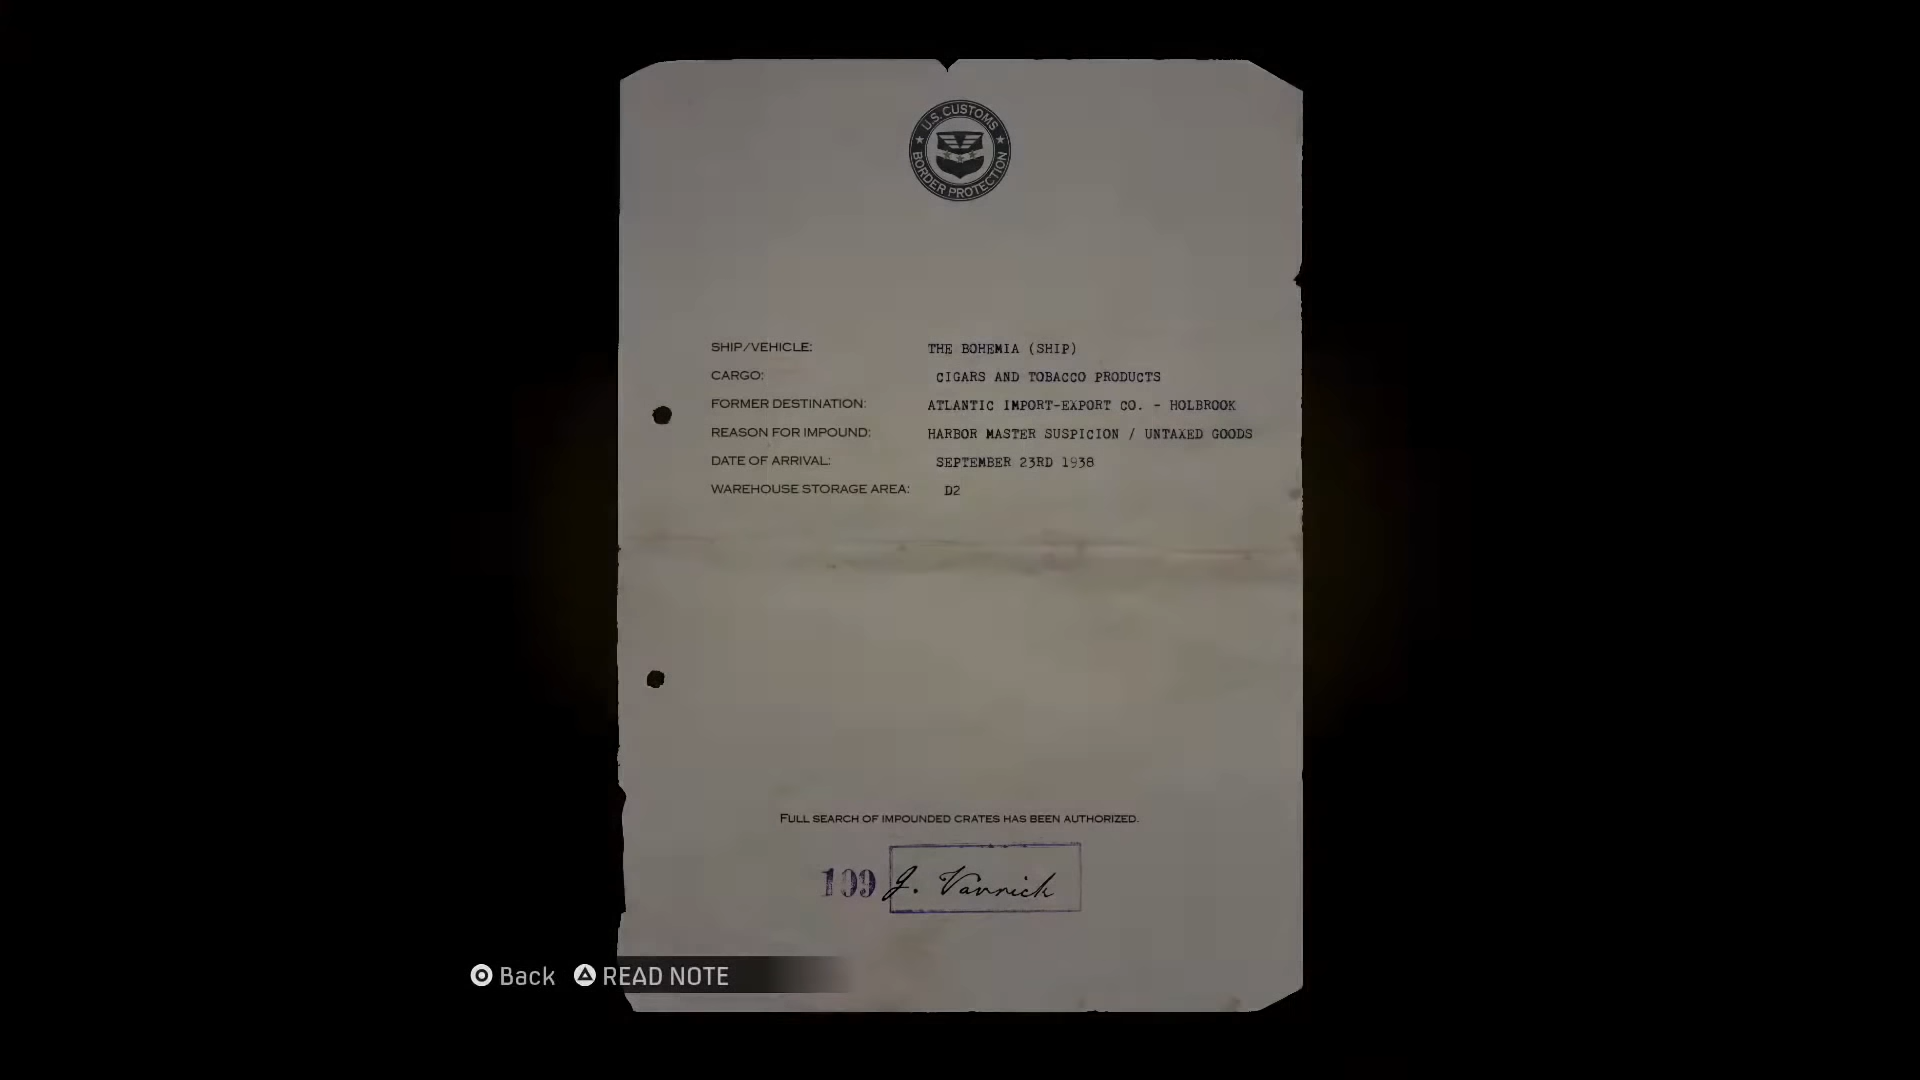 U.S. CUSTOMS
BORDER PROTECTION
SHIP/VEHICLE: THE BOHEMIA (SHIP)
CARGO: CIGARS AND TOBACCO PRODUCTS
FORMER DESTINATION: ATLANTIC IMPORT-EXPORT CO. - HOLBROOK
REASON FOR IMPOUND: HARBOR MASTER SUSPICION / UNTAXED GOODS
DATE OF ARRIVAL: SEPTEMBER 23RD 1938
WAREHOUSE STORAGE AREA: D2
FULL SEARCH OF IMPOUNDED CRATES HAS BEEN AUTHORIZED.
199 J. Vanrick
Back READ NOTE